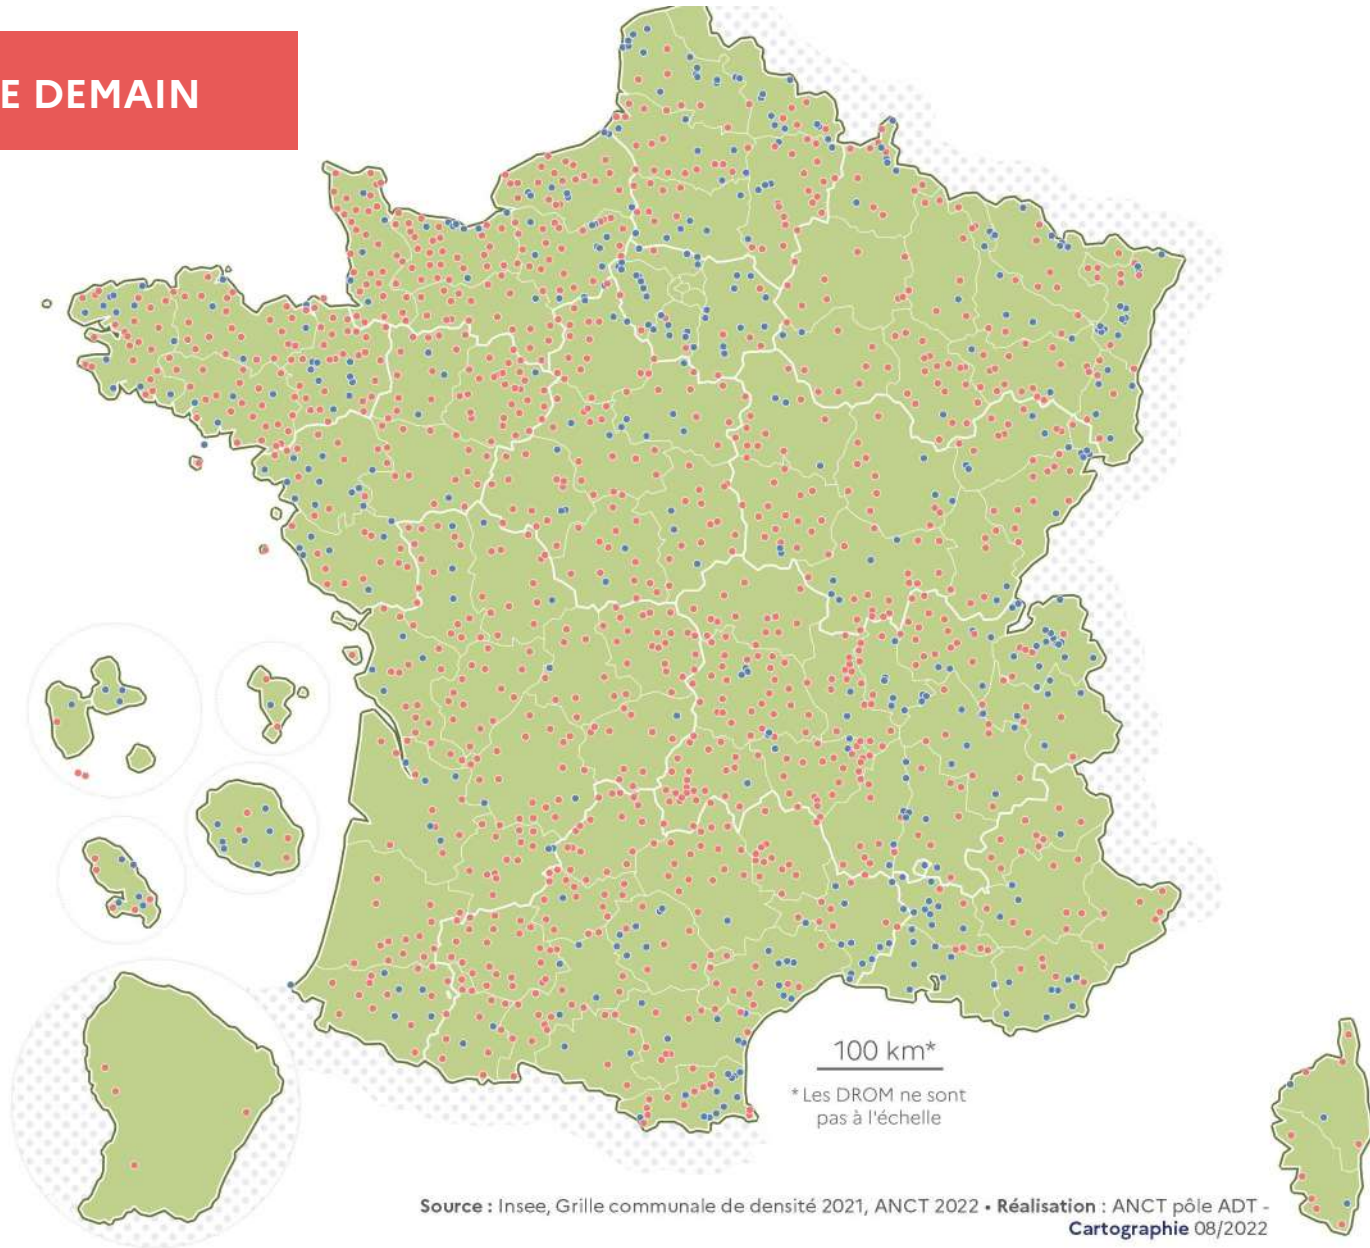 E DEMAIN
100 km*
* Les DROM ne sont
pas à l'échelle
Source : Insee, Grille communale de densité 2021, ANCT 2022 • Réalisation : ANCT pôle ADT -
Cartographie 08/2022